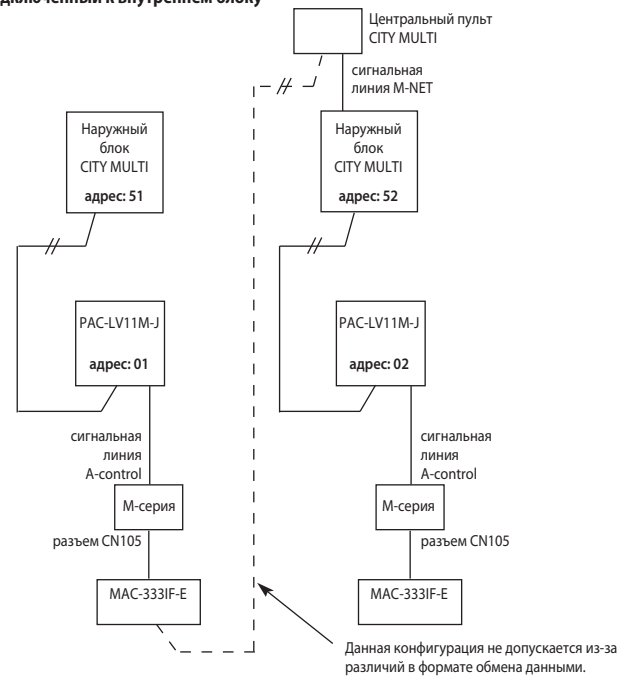 дключенный к внутреннем блоку
Центральный пульт
CITY MULTI
сигнальная
линия M-NET
Наружный
блок
CITY MULTI
адрес: 51
Наружный
блок
CITY MULTI
адрес: 52
PAC-LV11M-J
адрес: 01
PAC-LV11M-J
адрес: 02
сигнальная
линия
A-control
сигнальная
линия
A-control
М-серия
М-серия
разъем CN105
разъем CN105
MAC-333IF-E
MAC-333IF-E
Данная конфигурация не допускается из-за
различий в формате обмена данными.